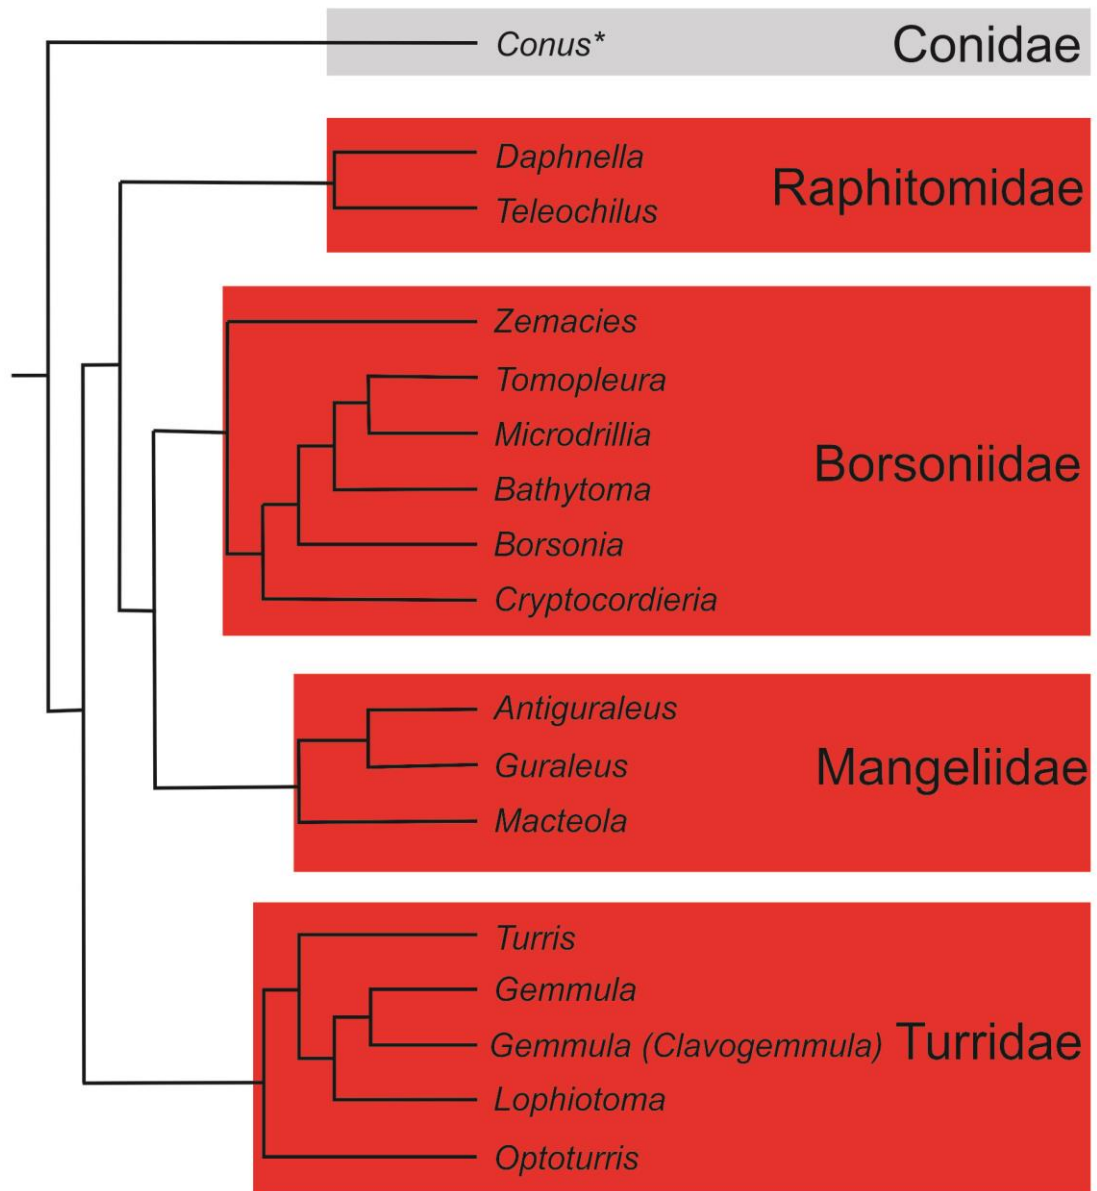 Conus* Conidae
Daphnella
Raphitomidae
Teleochilus
Zemacies
Tomopleura
Microdrillia
Borsoniidae
Bathytoma
Borsonia
Cryptocordieria
Antiguraleus
Guraleus Mangeliidae
Macteola
Turris
Gemmula
Gemmula (Clavogemmula) Turridae
Lophiotoma
Optoturris